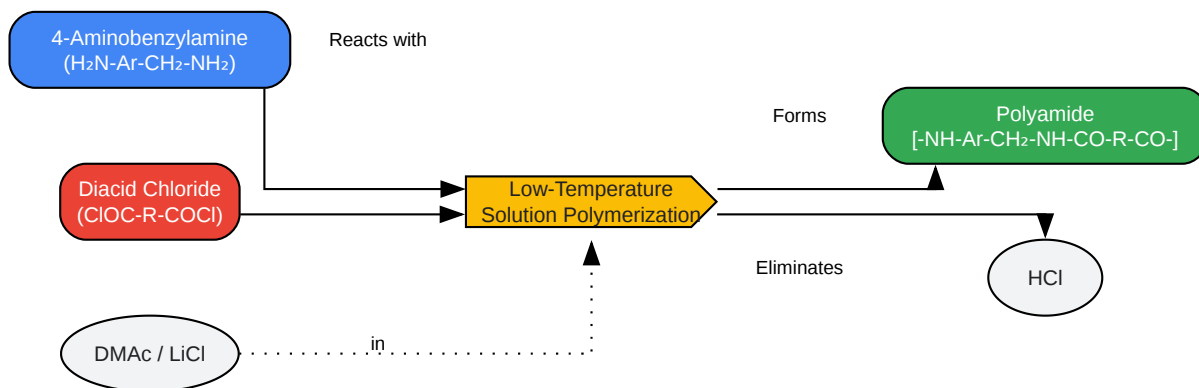 4-Aminobenzylamine
(H₂N-Ar-CH₂-NH₂)
Reacts with
Forms
Polyamide
[-NH-Ar-CH₂-NH-CO-R-CO-]
Diacid Chloride
(ClOC-R-COCl)
Low-Temperature
Solution Polymerization
Eliminates
HCl
DMAc / LiCl
in